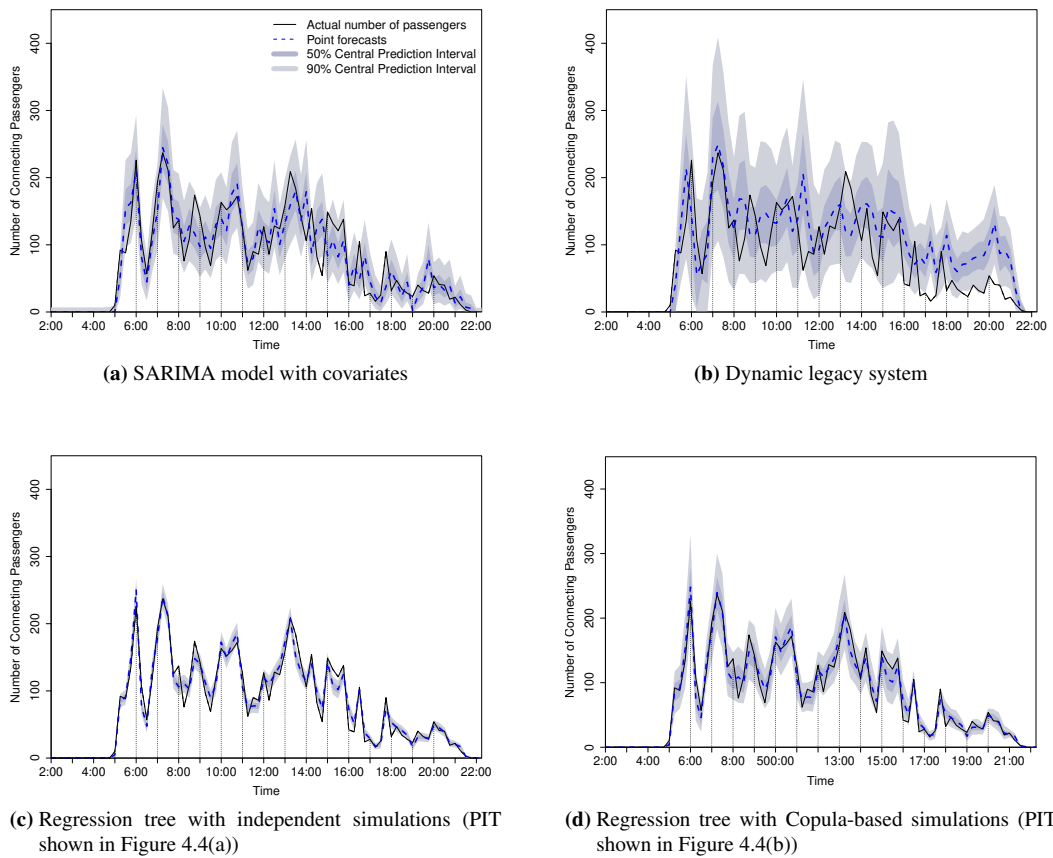 Actual number of passengers
Point forecasts
50% Central Prediction Interval
90% Central Prediction Interval
Number of Connecting Passengers
0 100 200 300 400
2:00 4:00 6:00 8:00 10:00 12:00 14:00 16:00 18:00 20:00 22:00
Time
(a) SARIMA model with covariates
Number of Connecting Passengers
0 100 200 300 400
2:00 4:00 6:00 8:00 10:00 12:00 14:00 16:00 18:00 20:00 22:00
Time
(b) Dynamic legacy system
Number of Connecting Passengers
0 100 200 300 400
2:00 4:00 6:00 8:00 10:00 12:00 14:00 16:00 18:00 20:00 22:00
Time
(c) Regression tree with independent simulations (PIT
shown in Figure 4.4(a))
Number of Connecting Passengers
0 100 200 300 400
2:00 4:00 6:00 8:00 500:00 13:00 15:00 17:00 19:00 21:00
Time
(d) Regression tree with Copula-based simulations (PIT
shown in Figure 4.4(b))